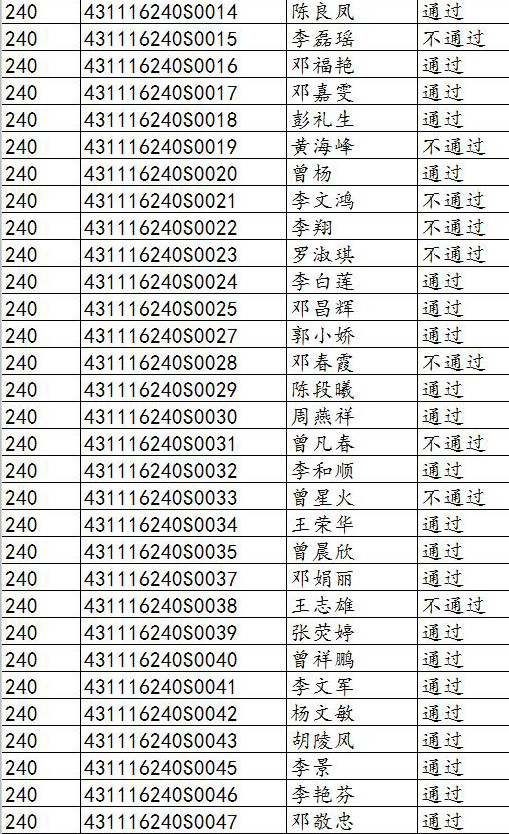 240 431116240S0014 陈良凤 通过
240 431116240S0015 李磊瑶 不通过
240 431116240S0016 邓福艳 通过
240 431116240S0017 邓嘉雯 通过
240 431116240S0018 彭礼生 通过
240 431116240S0019 黄海峰 不通过
240 431116240S0020 曾杨 通过
240 431116240S0021 李文鸿 不通过
240 431116240S0022 李翔 不通过
240 431116240S0023 罗淑琪 不通过
240 431116240S0024 李白莲 通过
240 431116240S0025 邓昌辉 通过
240 431116240S0027 郭小娇 通过
240 431116240S0028 邓春霞 不通过
240 431116240S0029 陈段曦 通过
240 431116240S0030 周燕祥 通过
240 431116240S0031 曾凡春 不通过
240 431116240S0032 李和顺 通过
240 431116240S0033 曾星火 不通过
240 431116240S0034 王荣华 通过
240 431116240S0035 曾晨欣 通过
240 431116240S0037 邓娟丽 通过
240 431116240S0038 王志雄 不通过
240 431116240S0039 张荧婷 通过
240 431116240S0040 曾祥鹏 通过
240 431116240S0041 李文军 通过
240 431116240S0042 杨文敏 通过
240 431116240S0043 胡陵风 通过
240 431116240S0045 李景 通过
240 431116240S0046 李艳芬 通过
240 431116240S0047 邓敬忠 通过